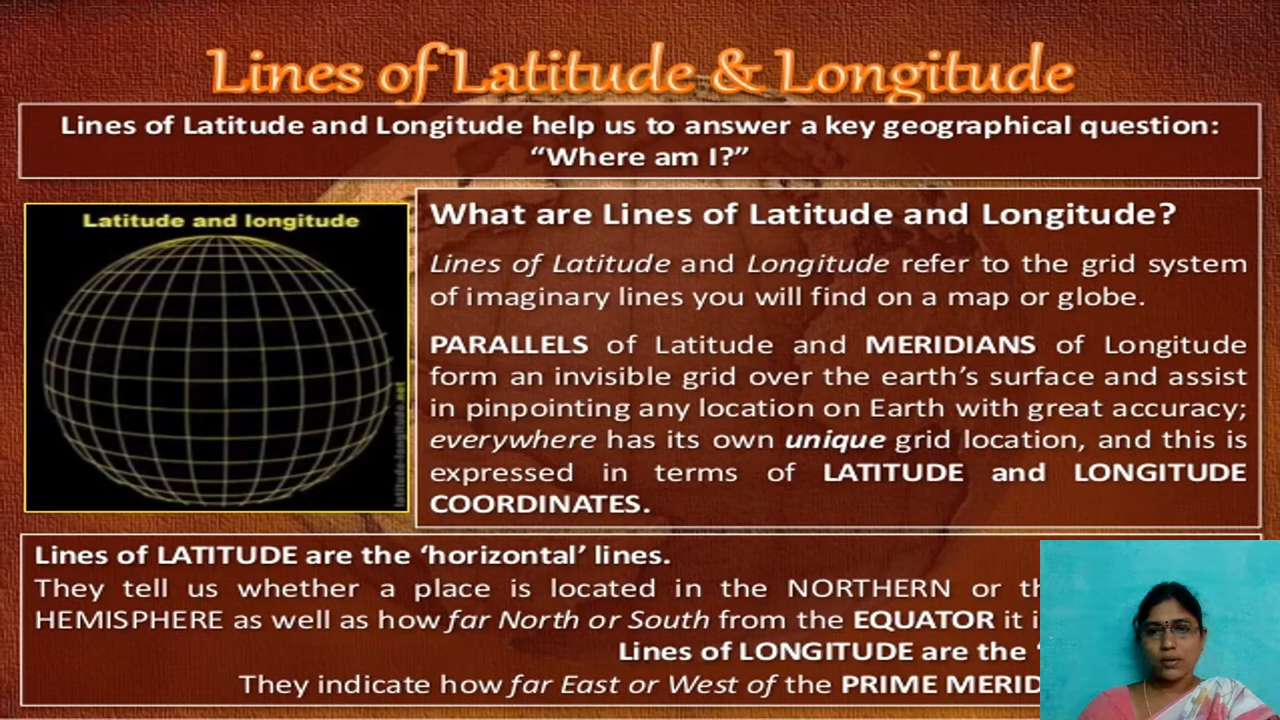 Lines of Latitude & Longitude
Lines of Latitude and Longitude help us to answer a key geographical question:
“Where am I?”
Latitude and longitude
latitude-longitude.net
What are Lines of Latitude and Longitude?
Lines of Latitude and Longitude refer to the grid system
of imaginary lines you will find on a map or globe.
PARALLELS of Latitude and MERIDIANS of Longitude
form an invisible grid over the earth’s surface and assist
in pinpointing any location on Earth with great accuracy;
everywhere has its own unique grid location, and this is
expressed in terms of LATITUDE and LONGITUDE
COORDINATES.
Lines of LATITUDE are the ‘horizontal’ lines.
They tell us whether a place is located in the NORTHERN or
HEMISPHERE as well as how far North or South from the EQUATOR it
Lines of LONGITUDE are the ‘
They indicate how far East or West of the PRIME